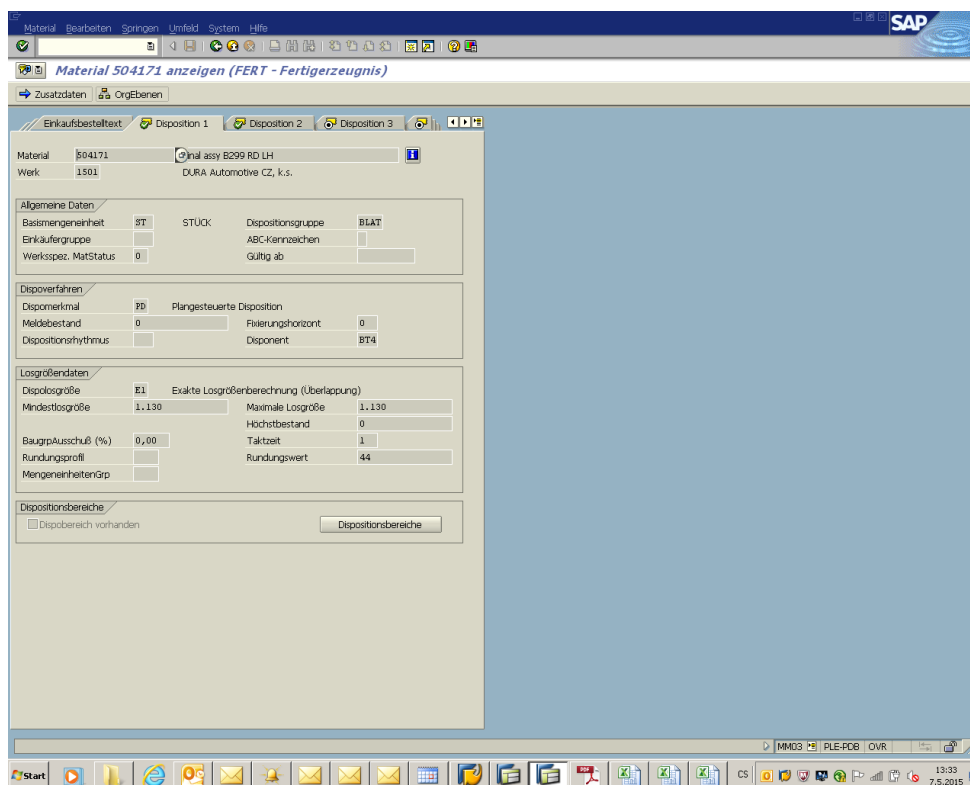 Material Bearbeiten Springen Umfeld System Hilfe
SAP
Material 504171 anzeigen (FERT - Fertigerzeugnis)
Zusatzdaten OrgEbenen
Einkaufsbestelltext Disposition 1 Disposition 2 Disposition 3
Material 504171 inal assy B299 RD LH
Werk 1501 DURA Automotive CZ, k.s.
Allgemeine Daten
Basismengeneinheit ST STÜCK Dispositionsgruppe BLAT
Einkäufergruppe ABC-Kennzeichen
Werksspez. MatStatus 0 Gültig ab
Dispoverfahren
Dispomerkmal PD Plangesteuerte Disposition
Meldebestand 0 Fixierungshorizont 0
Dispositionsrhythmus Disponent BT4
Losgrößendaten
Dispolosgröße E1 Exakte Losgrößenberechnung (Überlappung)
Mindestlosgröße 1.130 Maximale Losgröße 1.130
Höchstbestand 0
BaugrpAusschuß (%) 0,00 Taktzeit 1
Rundungsprofil Rundungswert 44
MengeneinheitenGrp
Dispositionsbereiche
Dispobereich vorhanden Dispositionsbereiche
MM03 PLE-PDB OVR
Start CS 13:33
7.5.2015